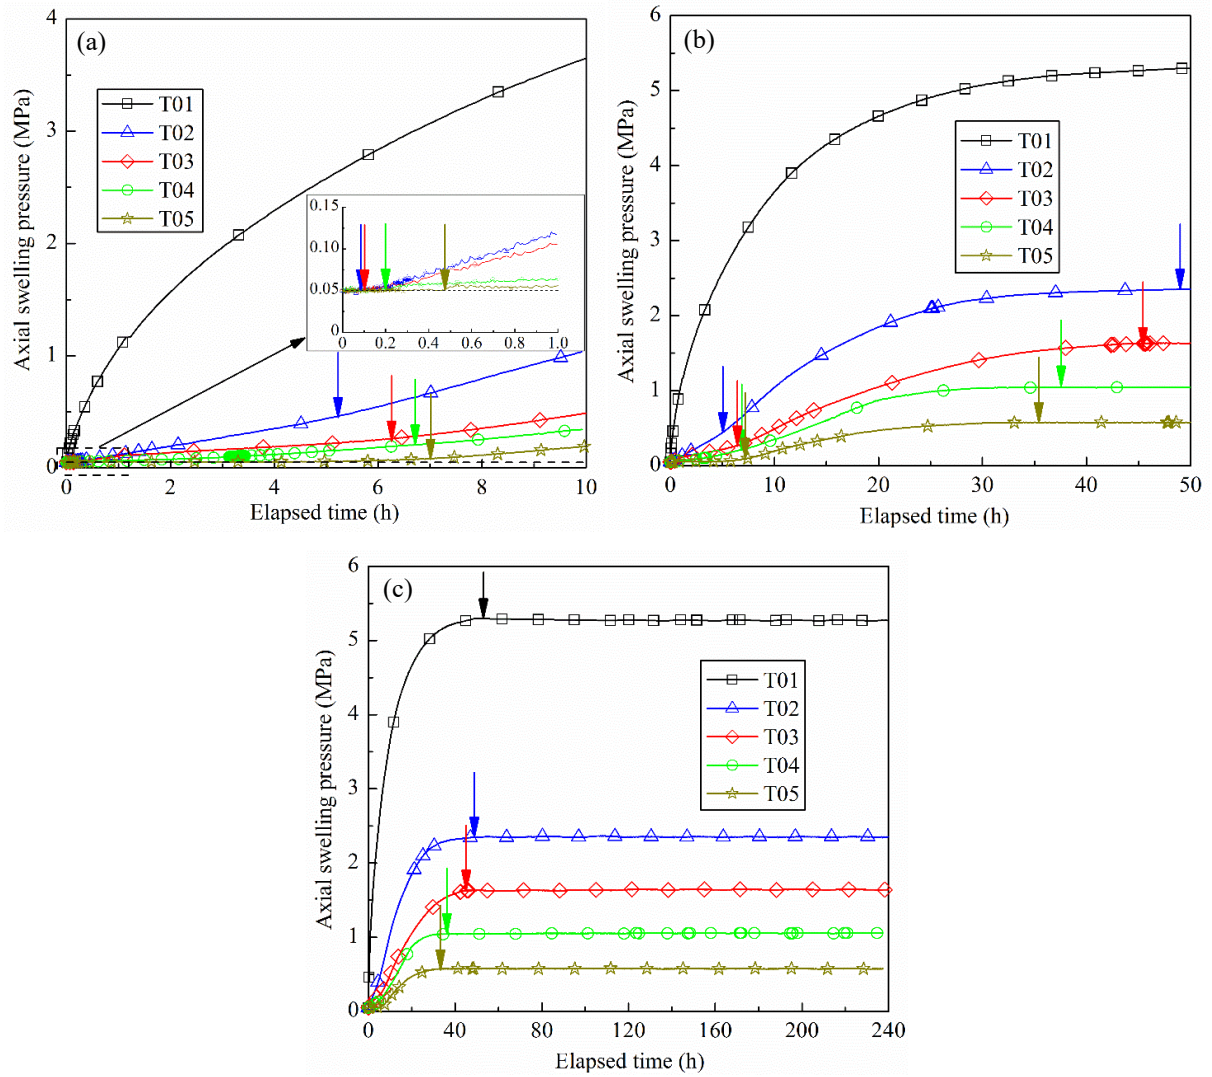 (a)
Axial swelling pressure (MPa)
4
3
2
1
0
T01
T02
T03
T04
T05
0.15
0.10
0.05
0.00
0.0 0.2 0.4 0.6 0.8 1.0
0 2 4 6 8 10
Elapsed time (h)
(b)
Axial swelling pressure (MPa)
6
5
4
3
2
1
0
T01
T02
T03
T04
T05
0 10 20 30 40 50
Elapsed time (h)
(c)
Axial swelling pressure (MPa)
6
5
4
3
2
1
0
T01
T02
T03
T04
T05
0 40 80 120 160 200 240
Elapsed time (h)